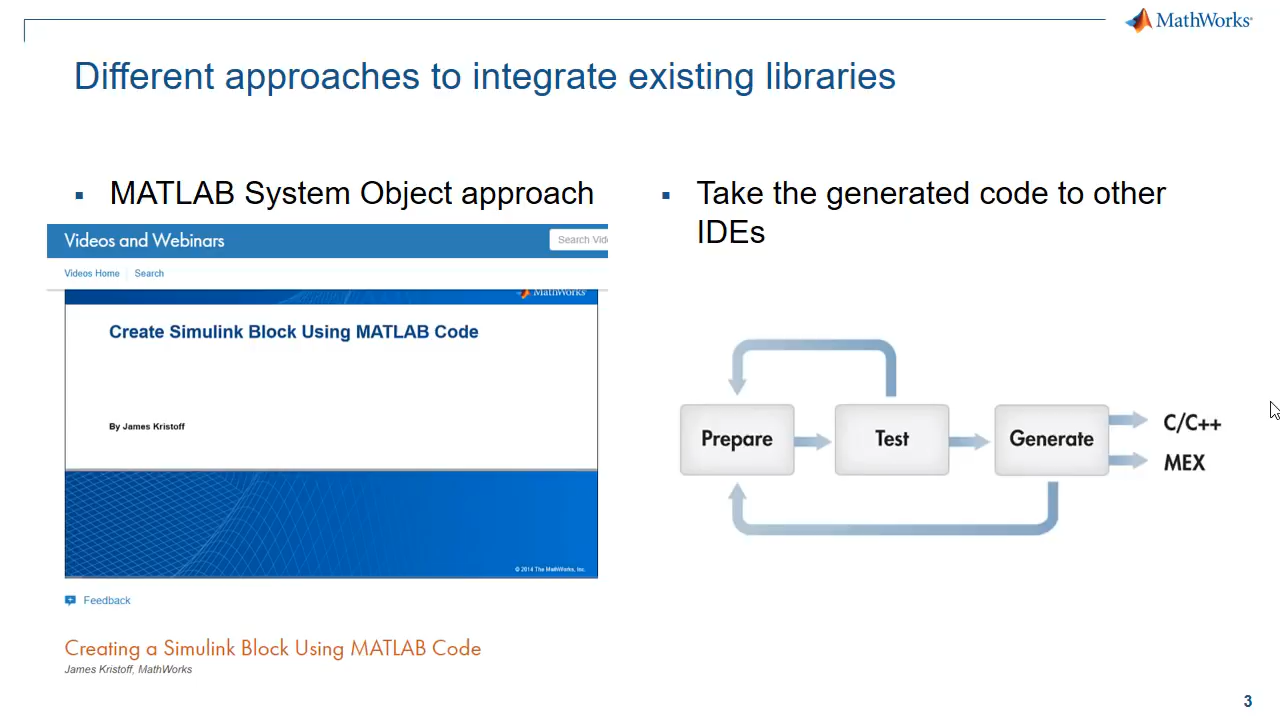 MathWorks
Different approaches to integrate existing libraries
MATLAB System Object approach
Videos and Webinars
Search Vid
Videos Home
Search
MathWorks
Create Simulink Block Using MATLAB Code
By James Kristoff
© 2014 The MathWorks, Inc.
Feedback
Creating a Simulink Block Using MATLAB Code
James Kristoff, MathWorks
Take the generated code to other
IDEs
Prepare
Test
Generate
C/C++
MEX
3